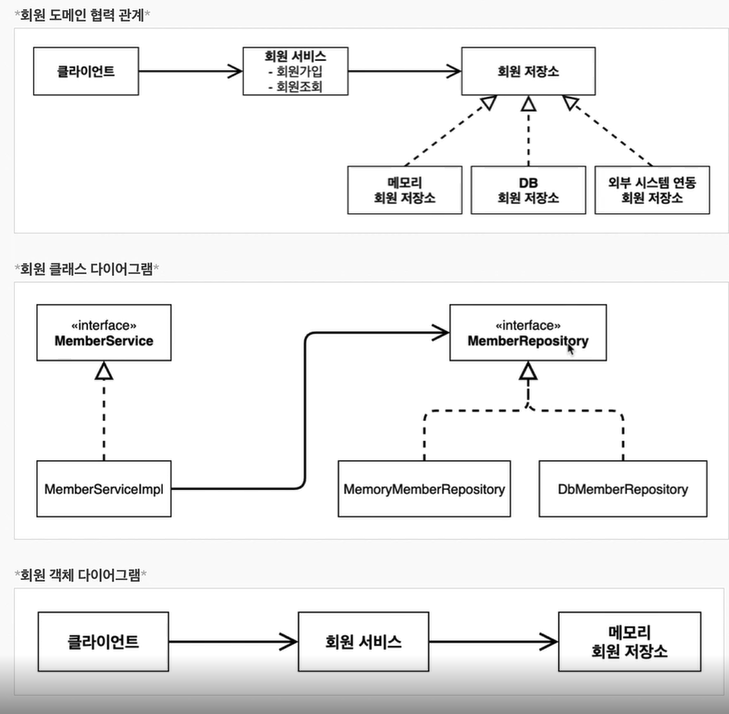 *회원 도메인 협력 관계*
클라이언트
회원 서비스
- 회원가입
- 회원조회
회원 저장소
메모리
회원 저장소
DB
회원 저장소
외부 시스템 연동
회원 저장소
*회원 클래스 다이어그램*
«interface»
MemberService
«interface»
MemberRepository
MemberServiceImpl
MemoryMemberRepository
DbMemberRepository
*회원 객체 다이어그램*
클라이언트
회원 서비스
메모리
회원 저장소